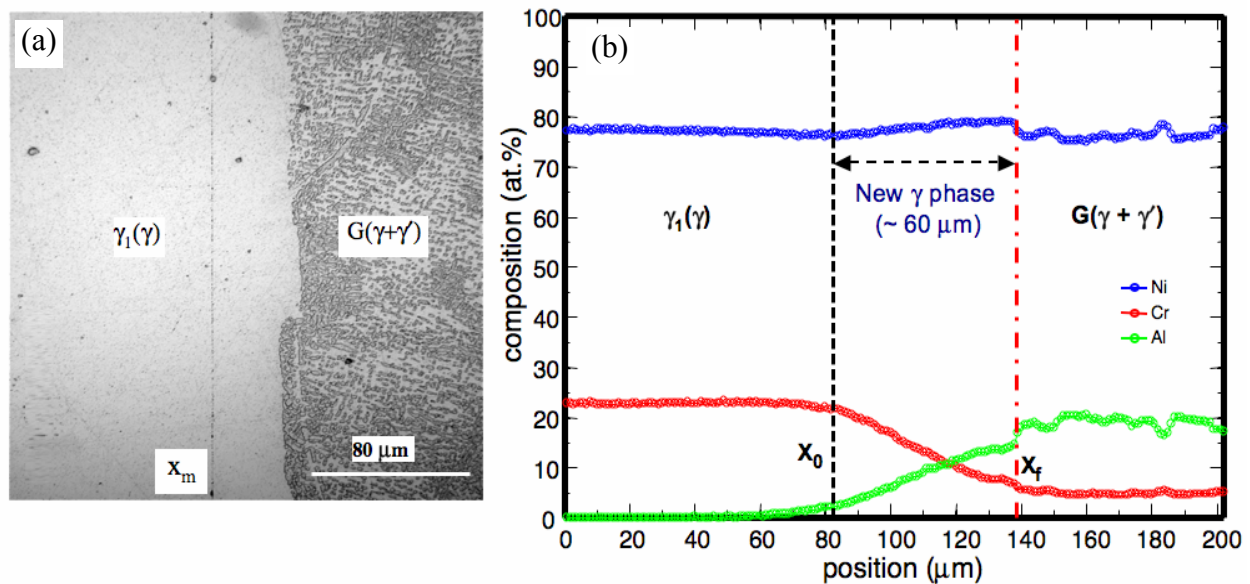 (a)
γ₁(γ)
G(γ+γ′)
80 μm
Xₘ
(b)
composition (at.%)
100
90
80
70
60
50
40
30
20
10
0
New γ phase
(~ 60 μm)
γ₁(γ)
G(γ + γ′)
Ni
Cr
Al
X₀
X_f
0 20 40 60 80 100 120 140 160 180 200
position (μm)